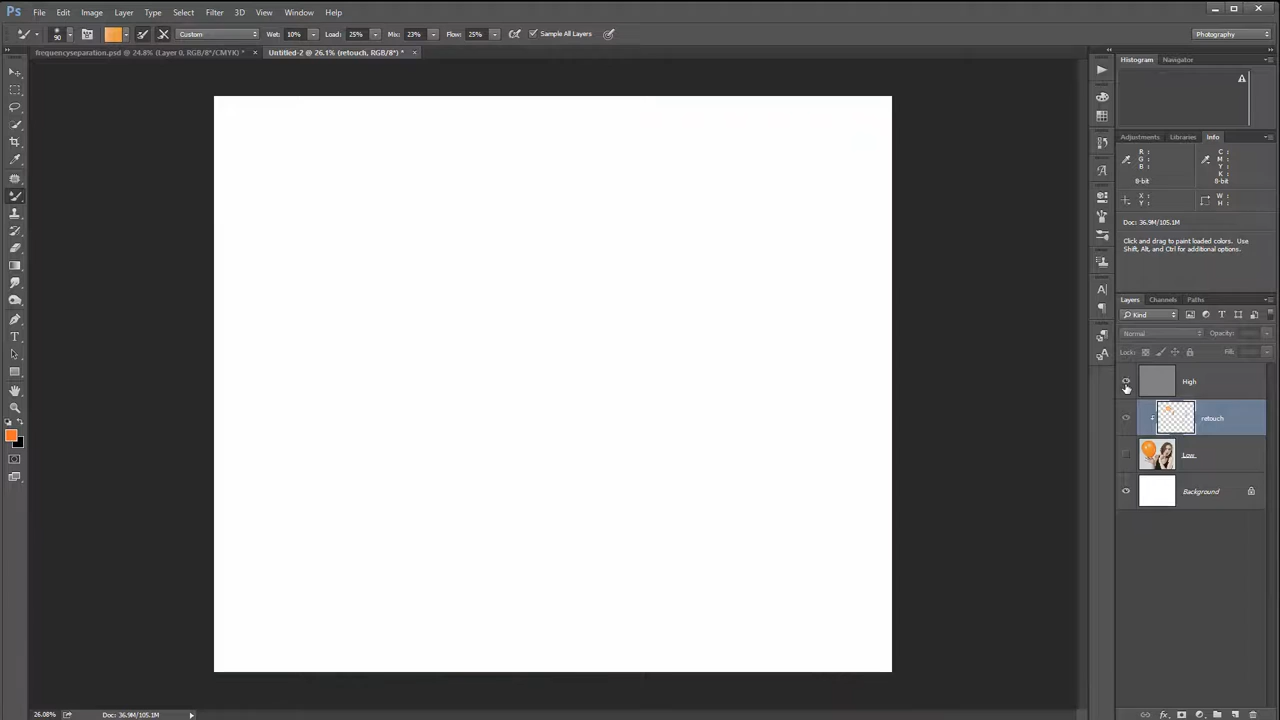 Ps File Edit Image Layer Type Select Filter 3D View Window Help
90 Custom Wet: 10% Load: 25% Mix: 23% Flow: 25% Sample All Layers Photography
frequencyseparation.psd @ 24.8% (Layer 0, RGB/8*/CMYK) * × Untitled-2 @ 26.1% (retouch, RGB/8*) * ×
Histogram Navigator
Adjustments Libraries Info
R : C :
G : M :
B : Y :
K :
8-bit 8-bit
X : W :
Y : H :
Doc: 36.9M/105.1M
Click and drag to paint loaded colors. Use
Shift, Alt, and Ctrl for additional options.
Layers Channels Paths
Kind
Normal Opacity:
Lock: Fill:
High
retouch
Low
Background
26.08% Doc: 36.9M/105.1M